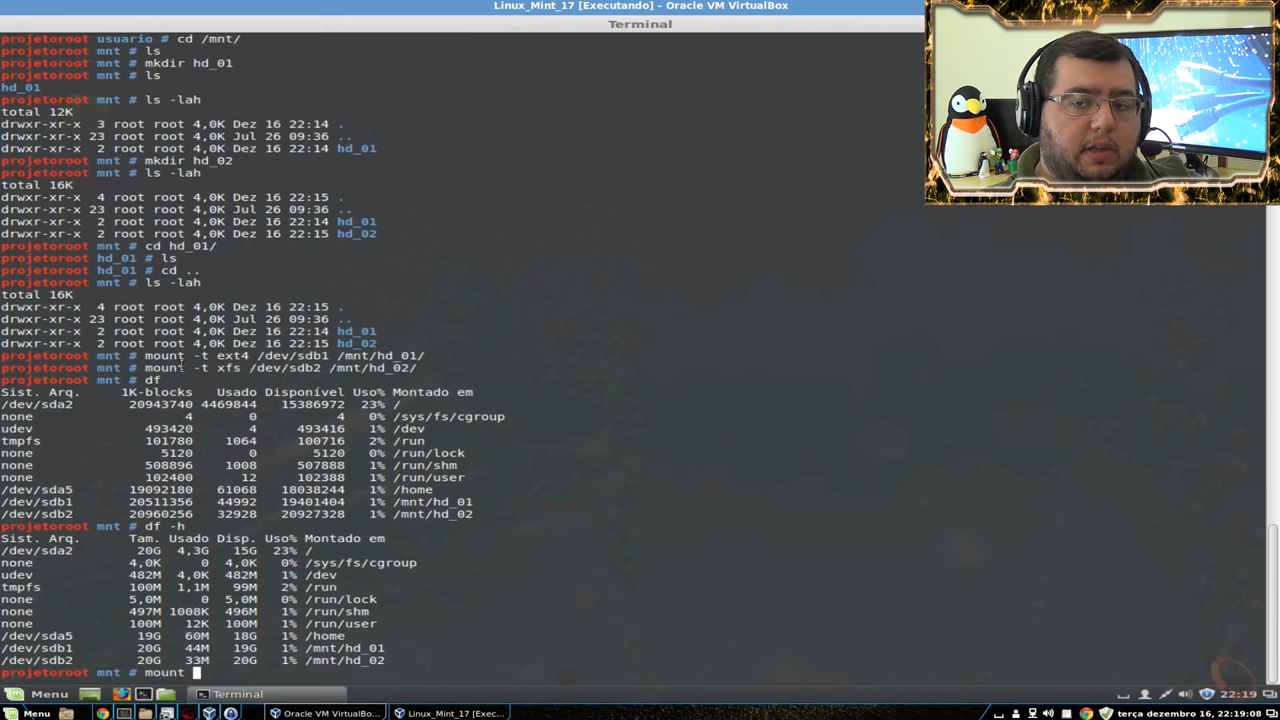 Linux_Mint_17 [Executando] - Oracle VM VirtualBox
Terminal
projetoroot usuario # cd /mnt/
projetoroot mnt # ls
projetoroot mnt # mkdir hd_01
projetoroot mnt # ls
hd_01
projetoroot mnt # ls -lah
total 12K
drwxr-xr-x  3 root root 4,0K Dez 16 22:14 .
drwxr-xr-x 23 root root 4,0K Jul 26 09:36 ..
drwxr-xr-x  2 root root 4,0K Dez 16 22:14 hd_01
projetoroot mnt # mkdir hd_02
projetoroot mnt # ls -lah
total 16K
drwxr-xr-x  4 root root 4,0K Dez 16 22:15 .
drwxr-xr-x 23 root root 4,0K Jul 26 09:36 ..
drwxr-xr-x  2 root root 4,0K Dez 16 22:14 hd_01
drwxr-xr-x  2 root root 4,0K Dez 16 22:15 hd_02
projetoroot mnt # cd hd_01/
projetoroot hd_01 # ls
projetoroot hd_01 # cd ..
projetoroot mnt # ls -lah
total 16K
drwxr-xr-x  4 root root 4,0K Dez 16 22:15 .
drwxr-xr-x 23 root root 4,0K Jul 26 09:36 ..
drwxr-xr-x  2 root root 4,0K Dez 16 22:14 hd_01
drwxr-xr-x  2 root root 4,0K Dez 16 22:15 hd_02
projetoroot mnt # mount -t ext4 /dev/sdb1 /mnt/hd_01/
projetoroot mnt # mount -t xfs /dev/sdb2 /mnt/hd_02/
projetoroot mnt # df
Sist. Arq.      1K-blocks   Usado Disponível Uso% Montado em
/dev/sda2        20943740 4469844   15386972  23% /
none                    4       0          4   0% /sys/fs/cgroup
udev               493420       4     493416   1% /dev
tmpfs              101780    1064     100716   2% /run
none                 5120       0       5120   0% /run/lock
none               508896    1008     507888   1% /run/shm
none               102400      12     102388   1% /run/user
/dev/sda5        19092180   61068   18038244   1% /home
/dev/sdb1        20511356   44992   19401404   1% /mnt/hd_01
/dev/sdb2        20960256   32928   20927328   1% /mnt/hd_02
projetoroot mnt # df -h
Sist. Arq.       Tam. Usado Disp. Uso% Montado em
/dev/sda2         20G  4,3G   15G  23% /
none             4,0K     0  4,0K   0% /sys/fs/cgroup
udev             482M  4,0K  482M   1% /dev
tmpfs            100M  1,1M   99M   2% /run
none             5,0M     0  5,0M   0% /run/lock
none             497M 1008K  496M   1% /run/shm
none             100M   12K  100M   1% /run/user
/dev/sda5         19G   60M   18G   1% /home
/dev/sdb1         20G   44M   19G   1% /mnt/hd_01
/dev/sdb2         20G   33M   20G   1% /mnt/hd_02
projetoroot mnt # mount
Menu Terminal 22:19
Menu Oracle VM VirtualBo... Linux_Mint_17 [Exec... terça dezembro 16, 22:19:08